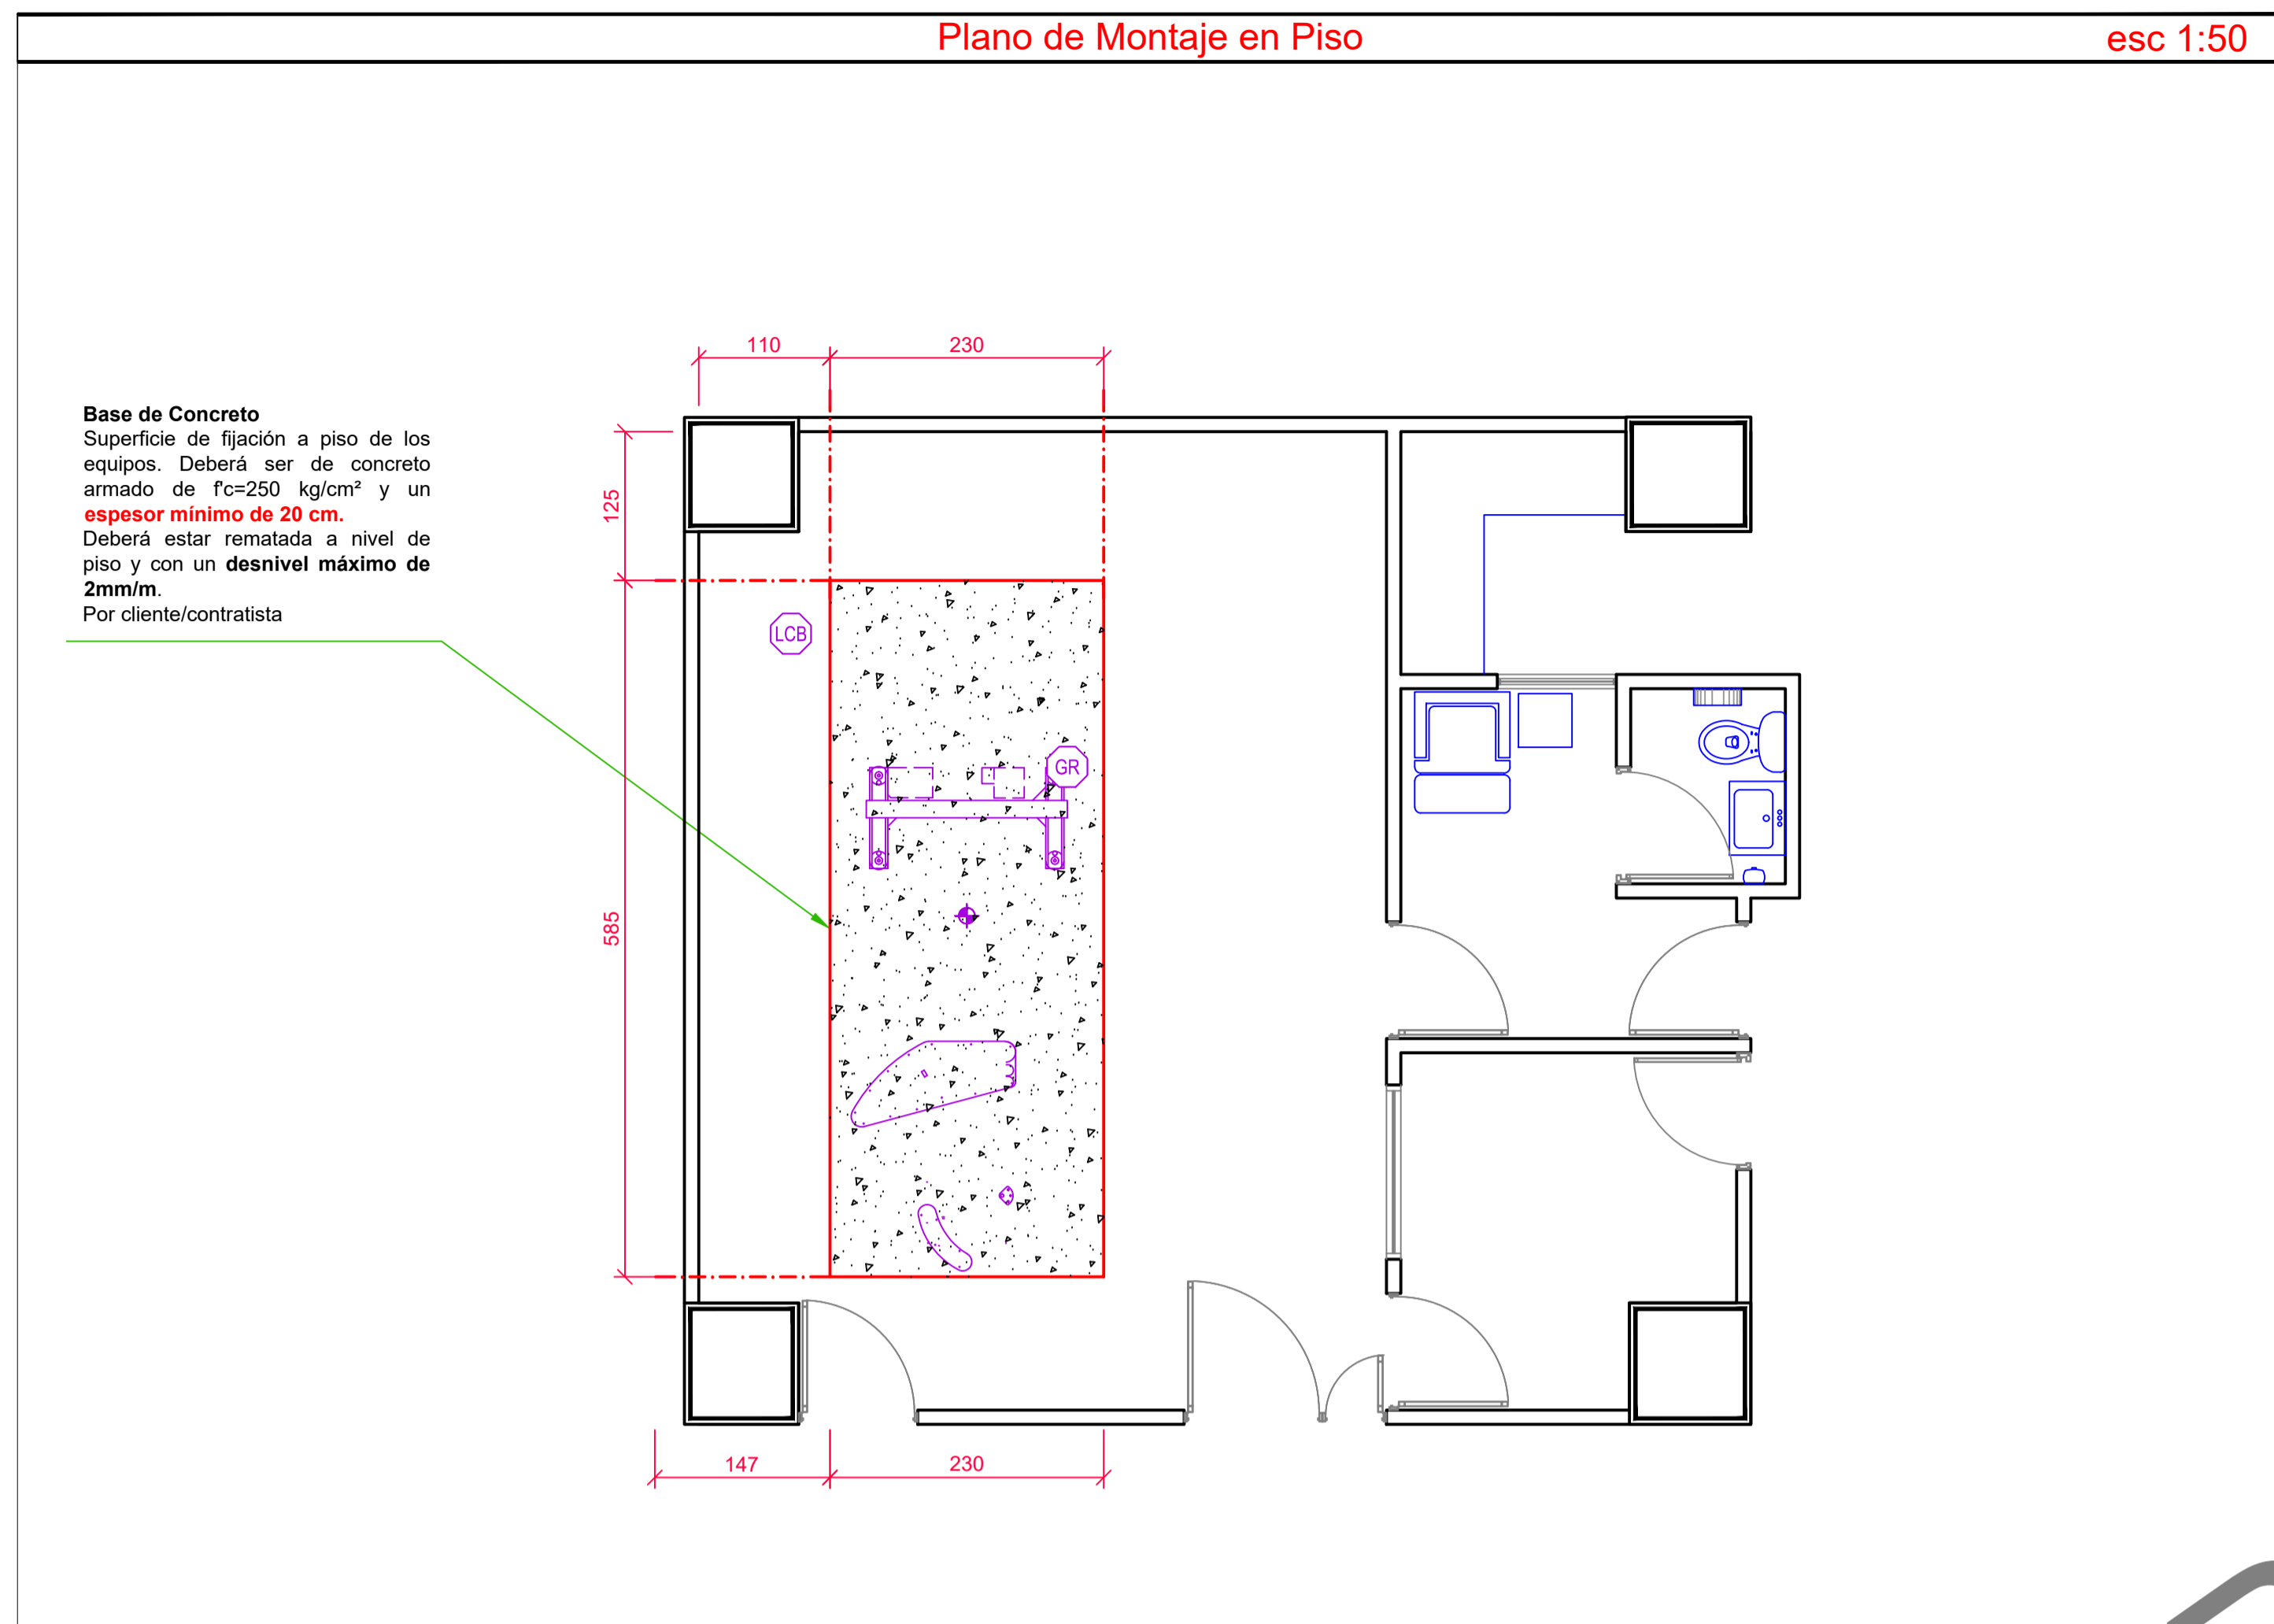 Plano de Montaje en Piso
esc 1:50
110
230
Base de Concreto
Superficie de fijación a piso de los
equipos. Deberá ser de concreto
armado de f'c=250 kg/cm² y un
espesor mínimo de 20 cm.
Deberá estar rematada a nivel de
piso y con un desnivel máximo de
2mm/m.
Por cliente/contratista
125
LCB
GR
585
147
230